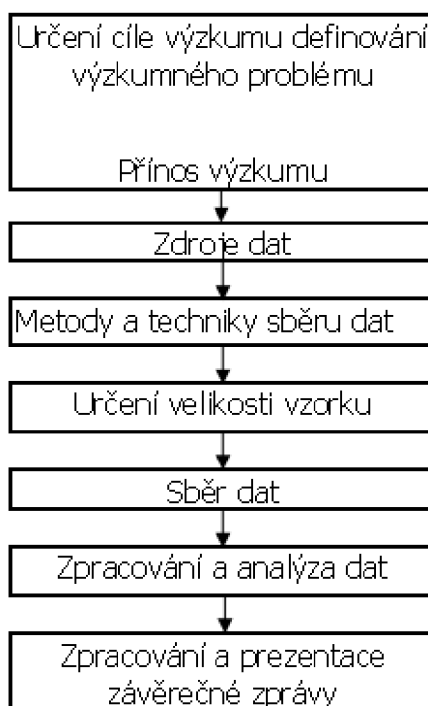 Určení cíle výzkumu definování
výzkumného problému
Přínos výzkumu
Zdroje dat
Metody a techniky sběru dat
Určení velikosti vzorku
Sběr dat
Zpracování a analýza dat
Zpracování a prezentace
závěrečné zprávy